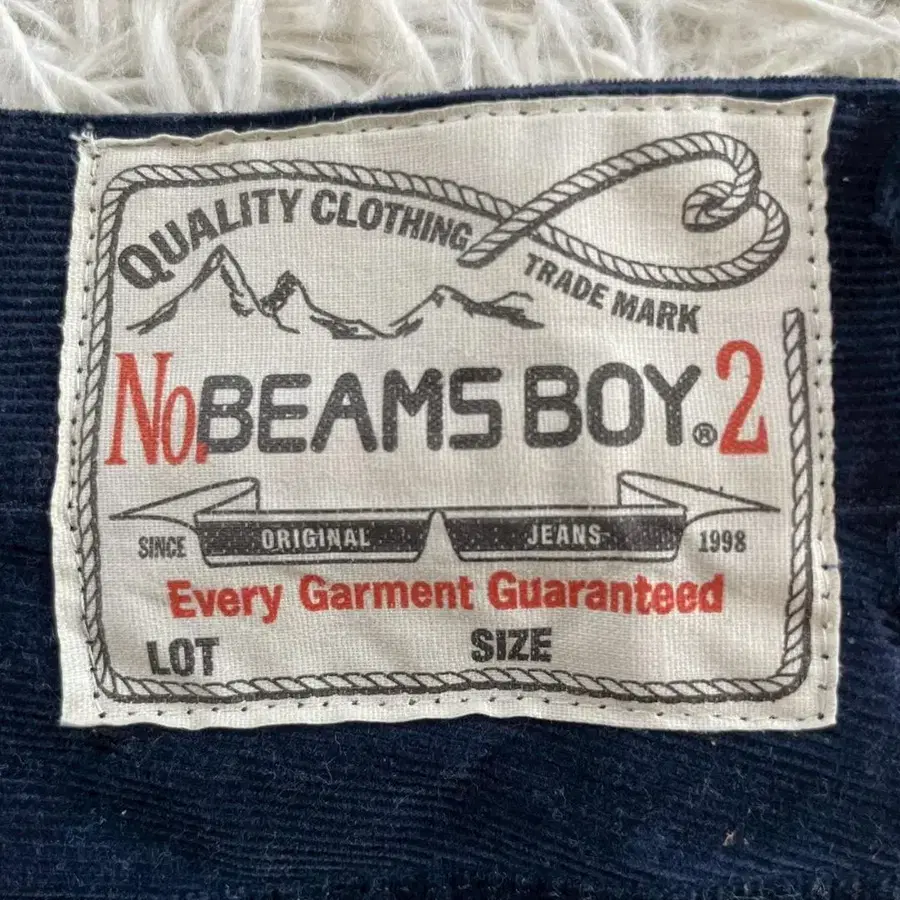 QUALITY CLOTHING
TRADE MARK
No. BEAMS BOY® 2
SINCE ORIGINAL JEANS 1998
Every Garment Guaranteed
LOT SIZE